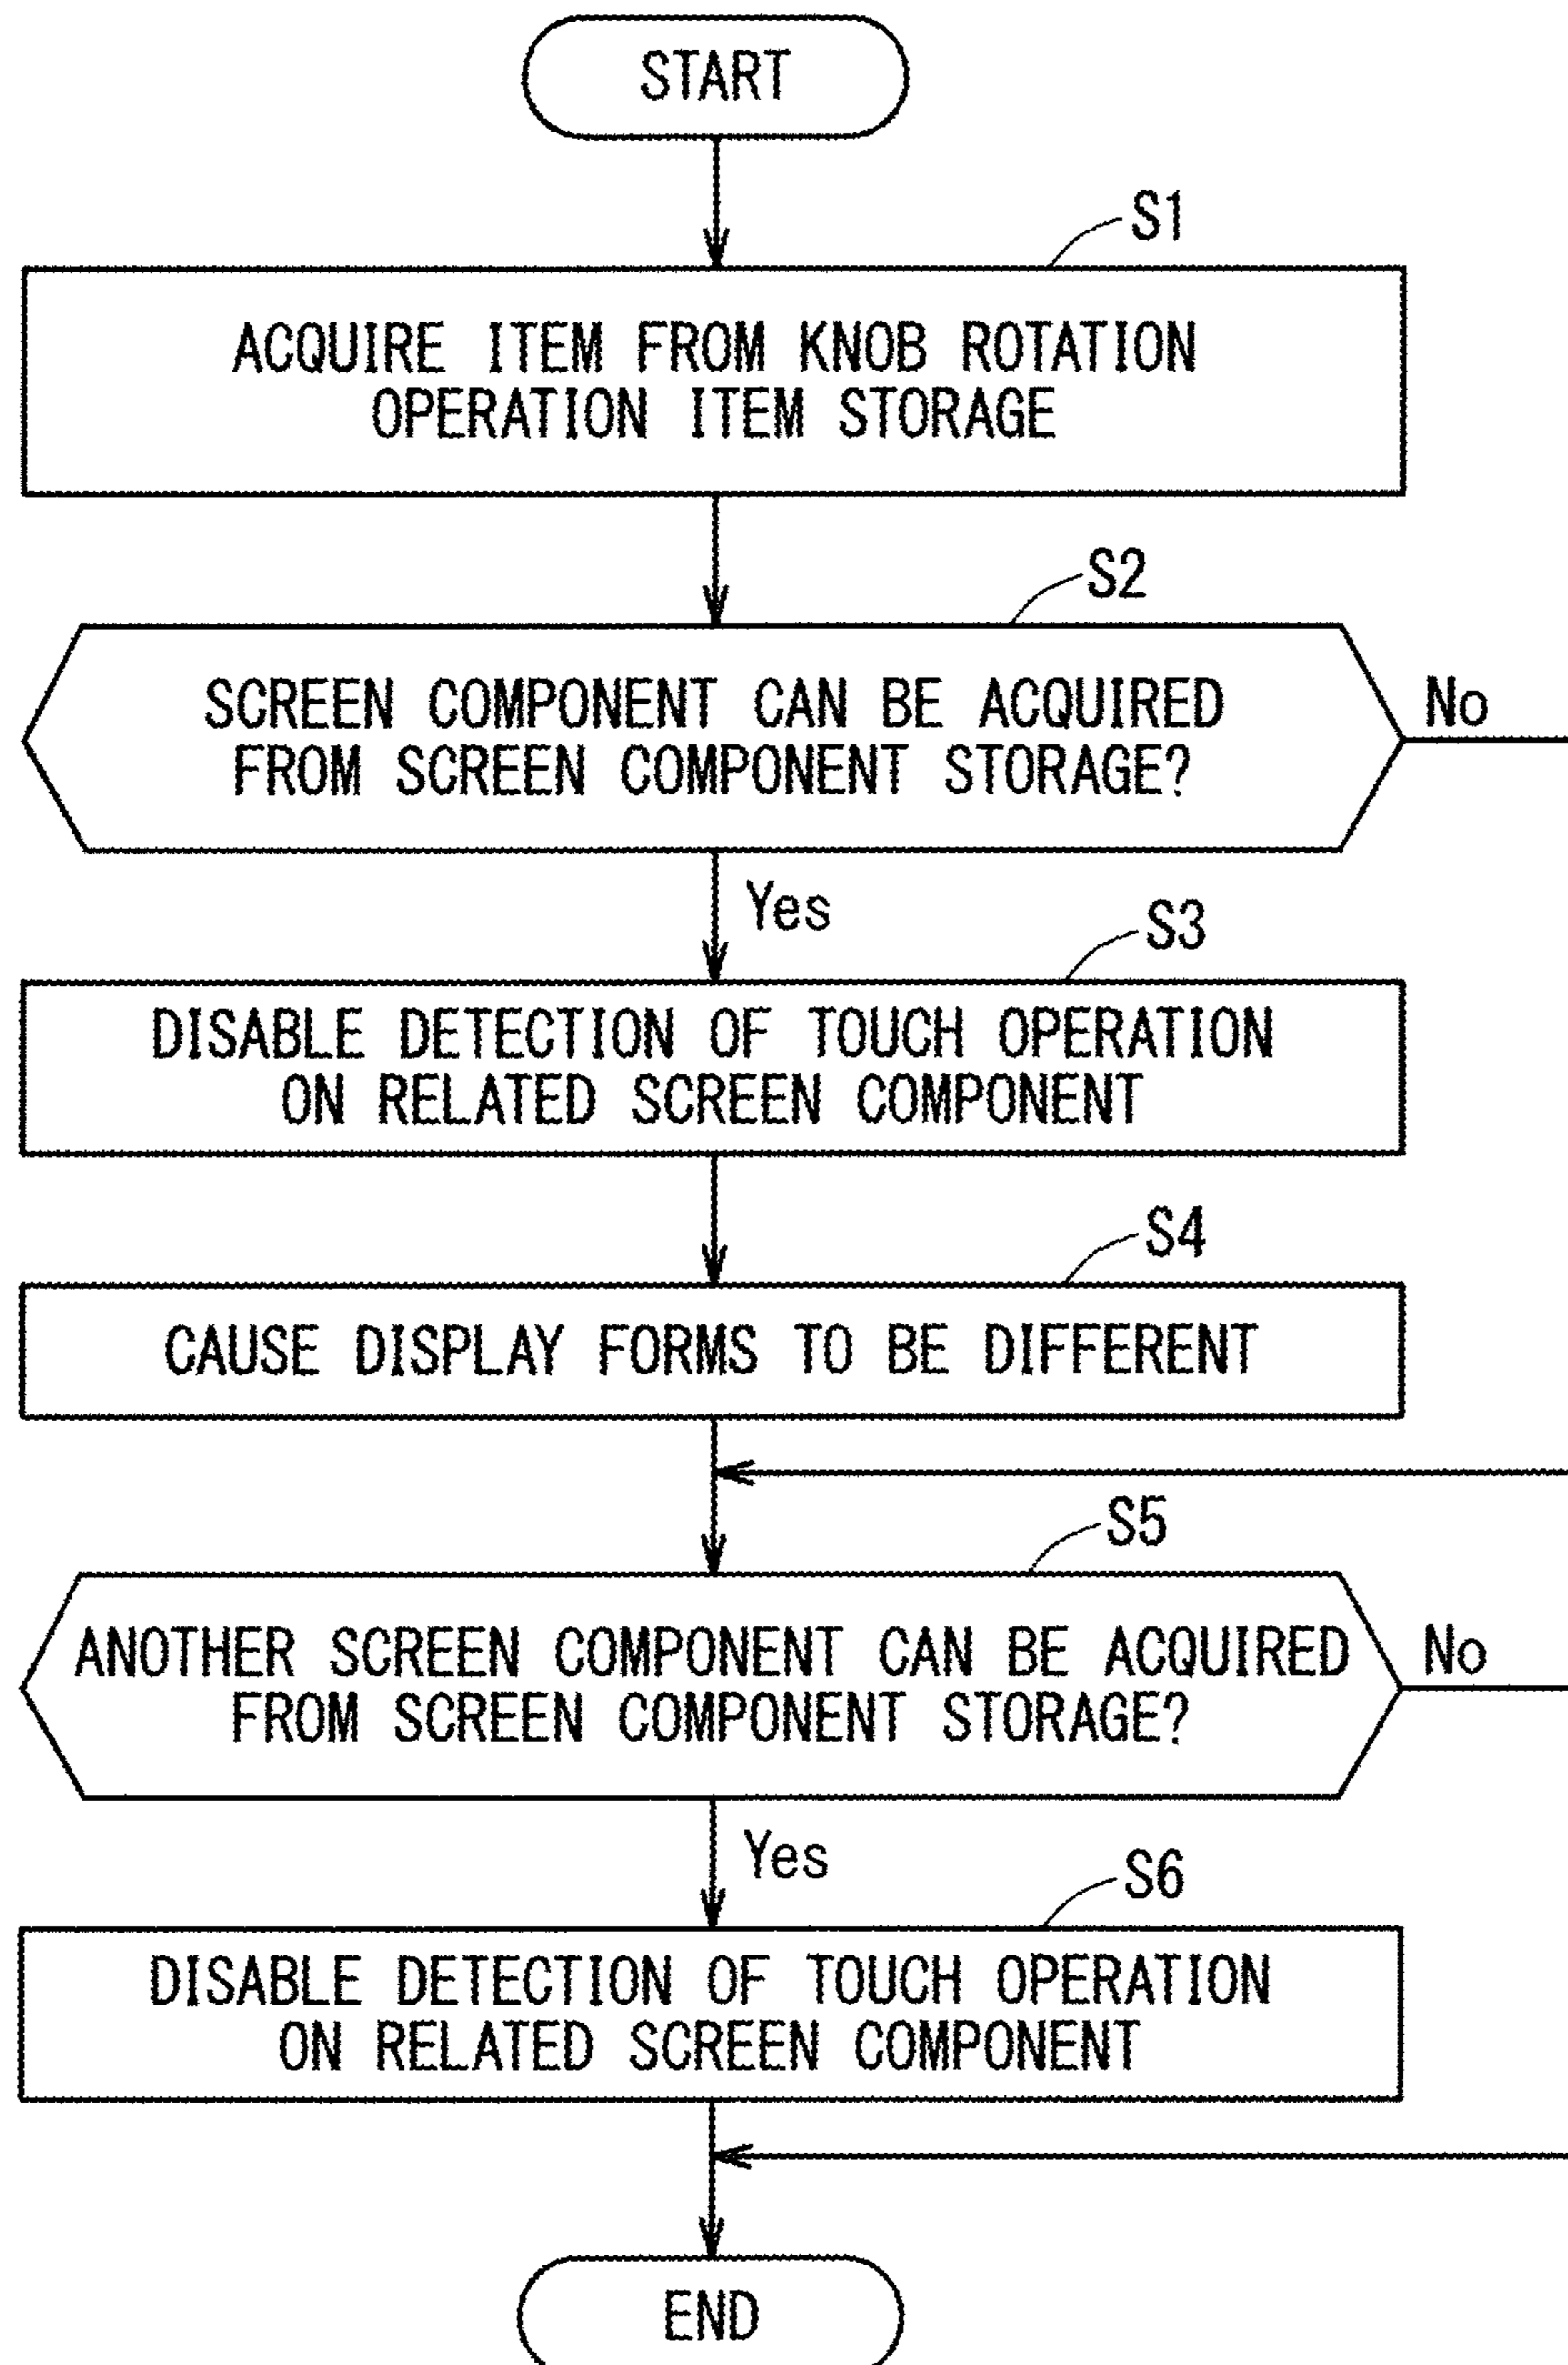 START
S1
ACQUIRE ITEM FROM KNOB ROTATION
OPERATION ITEM STORAGE
S2
SCREEN COMPONENT CAN BE ACQUIRED
FROM SCREEN COMPONENT STORAGE?
No
Yes
S3
DISABLE DETECTION OF TOUCH OPERATION
ON RELATED SCREEN COMPONENT
S4
CAUSE DISPLAY FORMS TO BE DIFFERENT
S5
ANOTHER SCREEN COMPONENT CAN BE ACQUIRED
FROM SCREEN COMPONENT STORAGE?
No
Yes
S6
DISABLE DETECTION OF TOUCH OPERATION
ON RELATED SCREEN COMPONENT
END